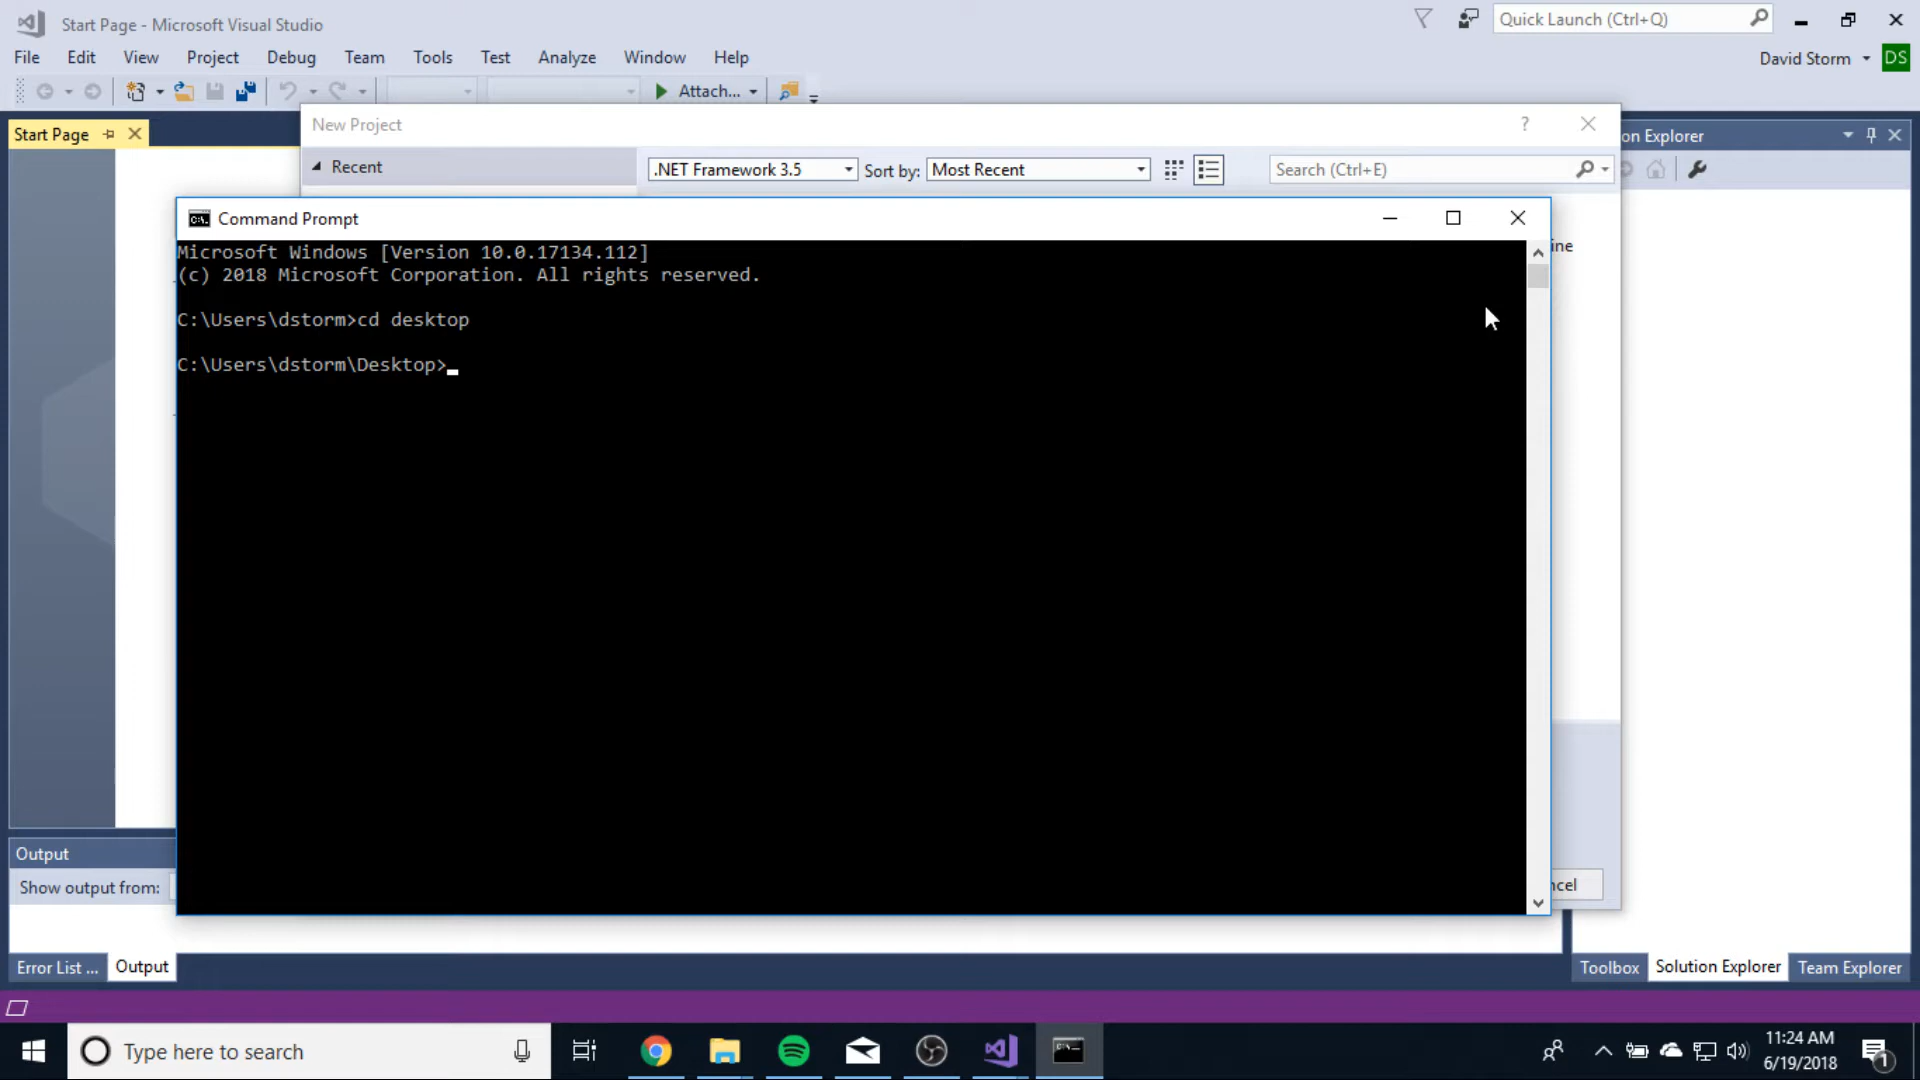 Start Page - Microsoft Visual Studio
Quick Launch (Ctrl+Q)
File Edit View Project Debug Team Tools Test Analyze Window Help
David Storm DS
Attach...
Start Page
New Project
?
Recent
.NET Framework 3.5
Sort by: Most Recent
Search (Ctrl+E)
on Explorer
ine
Command Prompt
Microsoft Windows [Version 10.0.17134.112]
(c) 2018 Microsoft Corporation. All rights reserved.
C:\Users\dstorm>cd desktop
C:\Users\dstorm\Desktop>
Output
Show output from:
ncel
Error List ... Output
Toolbox Solution Explorer Team Explorer
Type here to search
11:24 AM
6/19/2018
1